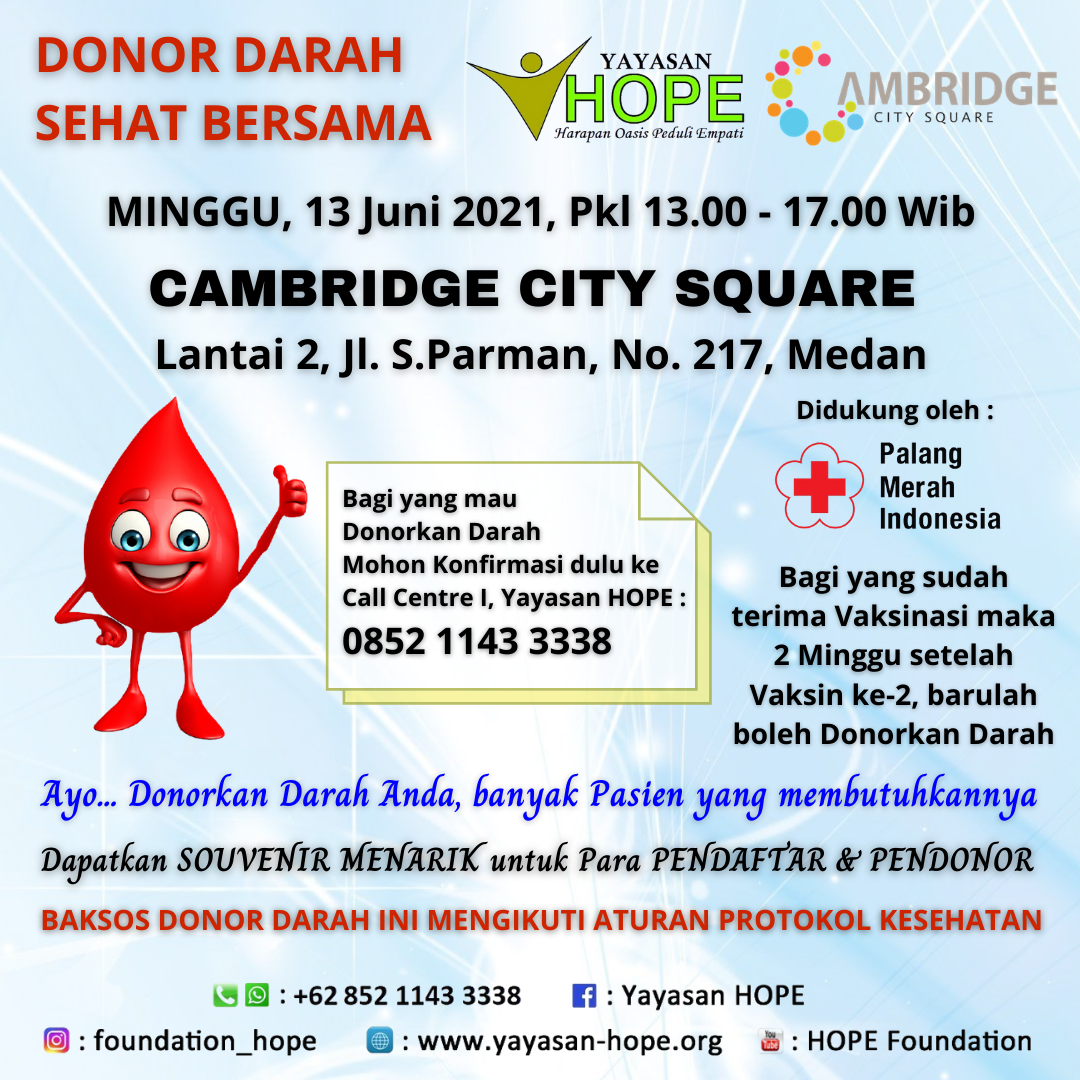 DONOR DARAH
SEHAT BERSAMA
YAYASAN
HOPE
Harapan Oasis Peduli Empati
CAMBRIDGE
CITY SQUARE
MINGGU, 13 Juni 2021, Pkl 13.00 - 17.00 Wib
CAMBRIDGE CITY SQUARE
Lantai 2, Jl. S.Parman, No. 217, Medan
Didukung oleh :
Palang
Merah
Indonesia
Bagi yang mau
Donorkan Darah
Mohon Konfirmasi dulu ke
Call Centre I, Yayasan HOPE :
0852 1143 3338
Bagi yang sudah
terima Vaksinasi maka
2 Minggu setelah
Vaksin ke-2, barulah
boleh Donorkan Darah
Ayo... Donorkan Darah Anda, banyak Pasien yang membutuhkannya
Dapatkan SOUVENIR MENARIK untuk Para PENDAFTAR & PENDONOR
BAKSOS DONOR DARAH INI MENGIKUTI ATURAN PROTOKOL KESEHATAN
: +62 852 1143 3338 : Yayasan HOPE
: foundation_hope : www.yayasan-hope.org You Tube : HOPE Foundation